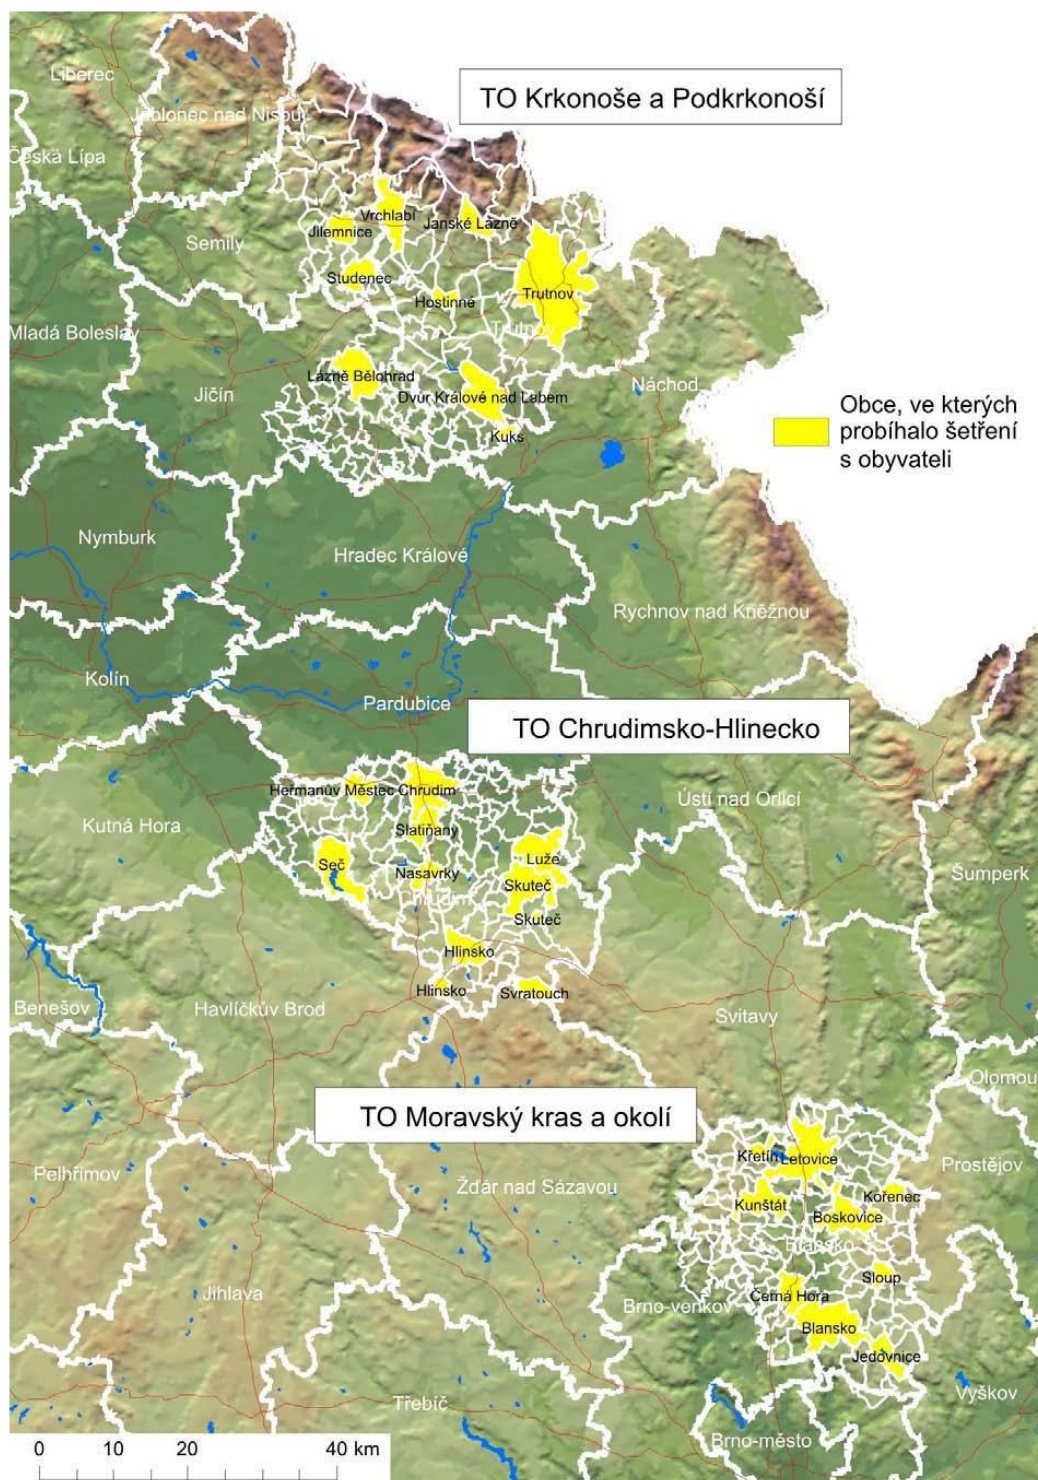 Liberec
TO Krkonoše a Podkrkonoší
Jablonec nad Nisou
Česká Lípa
Vrchlabí
Janské Lázně
Jilemnice
Semily
Studenec
Hostinné
Trutnov
Trutnov
Mladá Boleslav
Lázně Bělohrad
Náchod
Jičín
Dvůr Králové nad Labem
Kuks
Obce, ve kterých
probíhalo šetření
s obyvateli
Nymburk
Hradec Králové
Rychnov nad Kněžnou
Kolín
Pardubice
TO Chrudimsko-Hlinecko
Heřmanův Městec
Chrudim
Ústí nad Orlicí
Kutná Hora
Slatiňany
Seč
Nasavrky
Luže
Šumperk
Skuteč
Chrudim
Skuteč
Hlinsko
Hlinsko
Svratouch
Benešov
Havlíčkův Brod
Svitavy
Olomouc
TO Moravský kras a okolí
Křetín
Letovice
Prostějov
Pelhřimov
Žďár nad Sázavou
Kunštát
Kořenec
Boskovice
Blansko
Sloup
Jihlava
Černá Hora
Brno-venkov
Blansko
Jedovnice
Třebíč
Vyškov
Brno-město
0 10 20 40 km